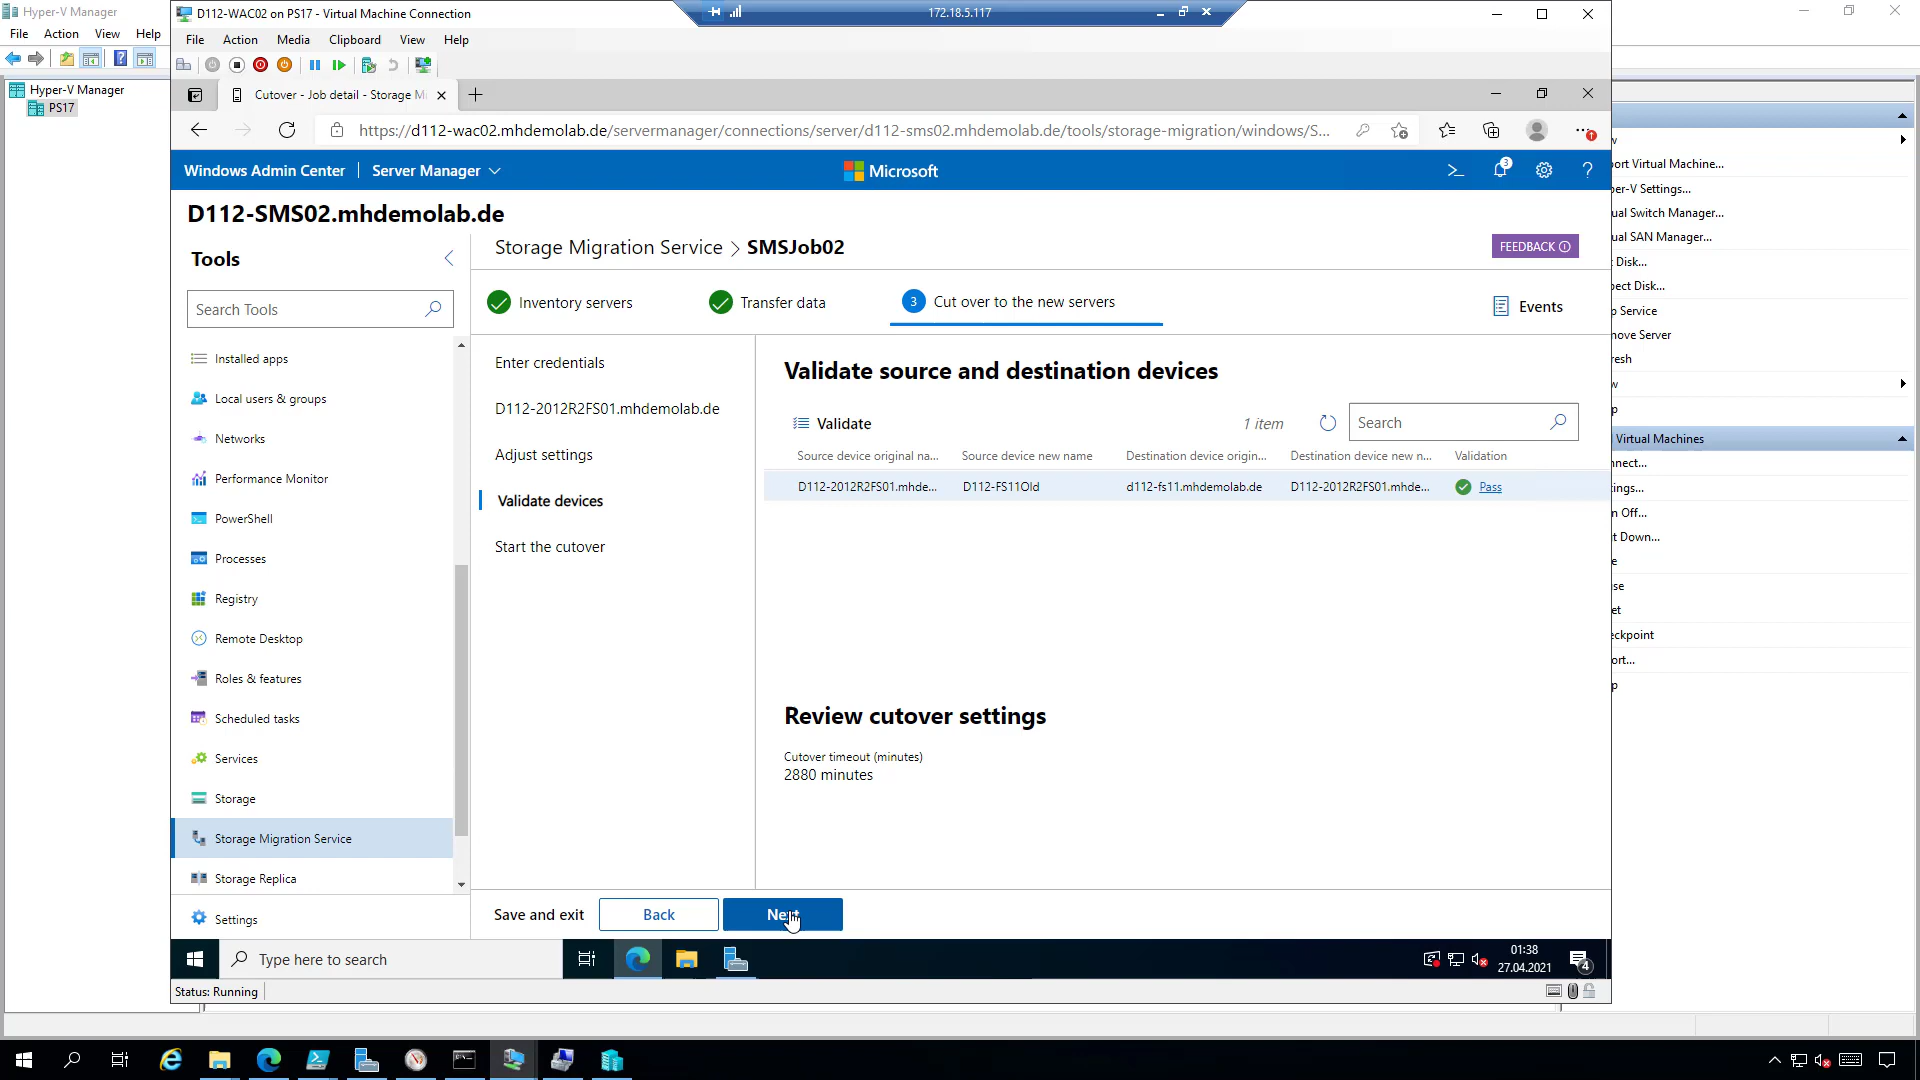 Hyper-V Manager
File Action View Help
Hyper-V Manager
PS17
D112-WAC02 on PS17 - Virtual Machine Connection
172.18.5.117
File Action Media Clipboard View Help
Cutover - Job detail - Storage M
https://d112-wac02.mhdemolab.de/servermanager/connections/server/d112-sms02.mhdemolab.de/tools/storage-migration/windows/S...
Windows Admin Center
Server Manager
Microsoft
3
?
D112-SMS02.mhdemolab.de
Tools
Search Tools
Installed apps
Local users & groups
Networks
Performance Monitor
PowerShell
Processes
Registry
Remote Desktop
Roles & features
Scheduled tasks
Services
Storage
Storage Migration Service
Storage Replica
Settings
Storage Migration Service > SMSJob02
FEEDBACK
Inventory servers
Transfer data
3 Cut over to the new servers
Events
Enter credentials
D112-2012R2FS01.mhdemolab.de
Adjust settings
Validate devices
Start the cutover
Validate source and destination devices
Validate
1 item
Search
Source device original na... Source device new name Destination device origin... Destination device new n... Validation
D112-2012R2FS01.mhde... D112-FS11Old d112-fs11.mhdemolab.de D112-2012R2FS01.mhde... Pass
Review cutover settings
Cutover timeout (minutes)
2880 minutes
Save and exit
Back
Type here to search
01:38
27.04.2021
4
Status: Running
w
ort Virtual Machine...
per-V Settings...
ual Switch Manager...
ual SAN Manager...
t Disk...
pect Disk...
p Service
nove Server
resh
w
p
Virtual Machines
nnect...
ings...
n Off...
t Down...
e
se
et
eckpoint
ort...
p